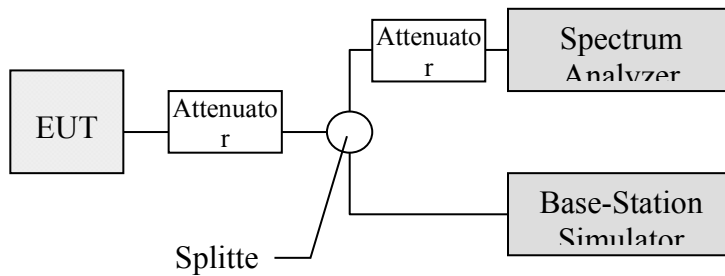 Attenuato
r
Spectrum
Analyzer
EUT
Attenuato
r
Base-Station
Simulator
Splitte